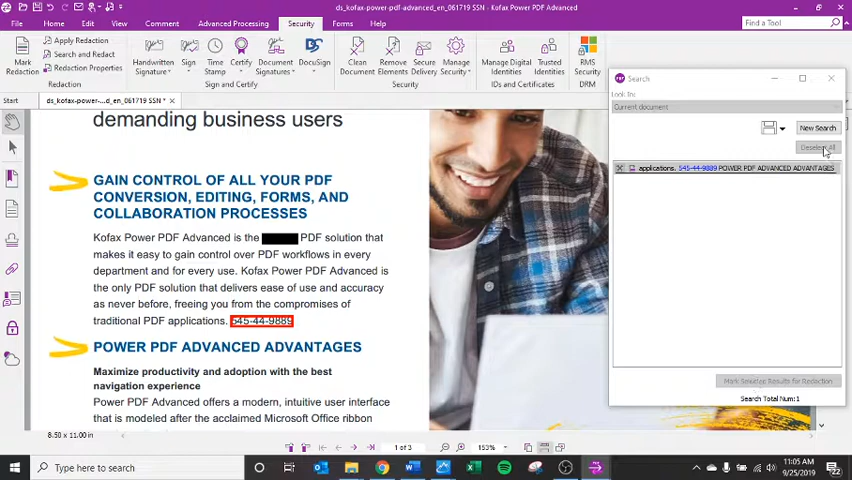 ds_kofax-power-pdf-advanced_en_061719 SSN * - Kofax Power PDF Advanced
File Home Edit View Comment Advanced Processing Security Forms Help
Find a Tool
Mark Redaction
Apply Redaction
Search and Redact
Redaction Properties
Redaction
Handwritten Signature
Sign
Time Stamp
Certify
Document Signatures
DocuSign
Sign and Certify
Clean Document
Remove Elements
Secure Delivery
Manage Security
Security
Manage Digital Identities
Trusted Identities
IDs and Certificates
RMS Security
DRM
Start
ds_kofax-power-...d_en_061719 SSN *
Search
Look In:
Current document
New Search
Deselect All
applications. 545-44-9889 POWER PDF ADVANCED ADVANTAGES
Mark Selected Results for Redaction
Search Total Num:1
demanding business users
GAIN CONTROL OF ALL YOUR PDF
CONVERSION, EDITING, FORMS, AND
COLLABORATION PROCESSES
Kofax Power PDF Advanced is the PDF solution that
makes it easy to gain control over PDF workflows in every
department and for every use. Kofax Power PDF Advanced is
the only PDF solution that delivers ease of use and accuracy
as never before, freeing you from the compromises of
traditional PDF applications. 545-44-9889
POWER PDF ADVANCED ADVANTAGES
Maximize productivity and adoption with the best
navigation experience
Power PDF Advanced offers a modern, intuitive user interface
that is modeled after the acclaimed Microsoft Office ribbon
8.50 x 11.00 in
1 of 3
153%
Type here to search
11:05 AM
9/25/2019
22